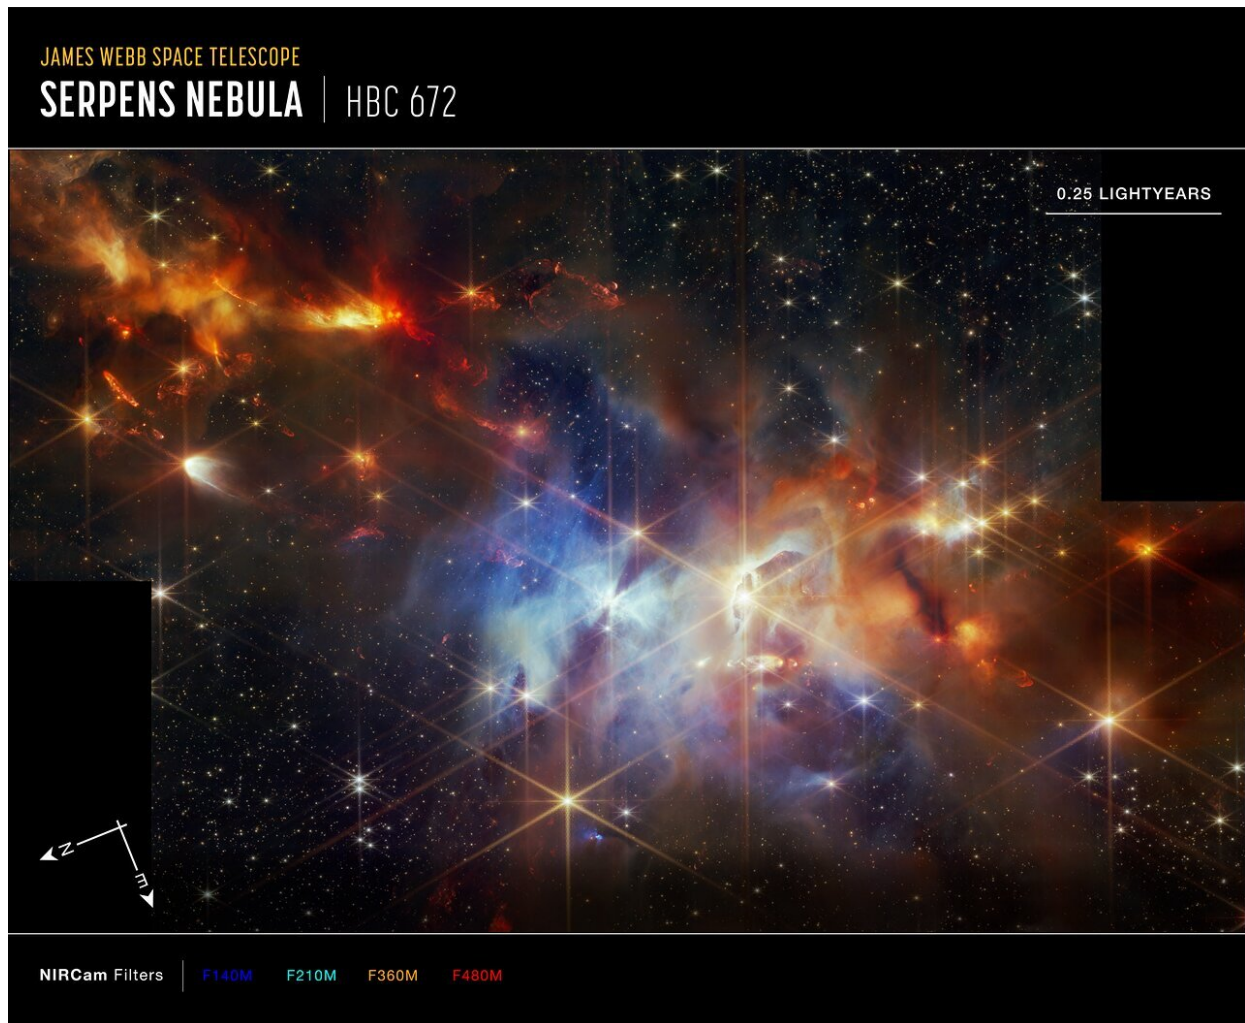 JAMES WEBB SPACE TELESCOPE
SERPENS NEBULA | HBC 672
0.25 LIGHTYEARS
N
E
NIRCam Filters | F140M F210M F360M F480M